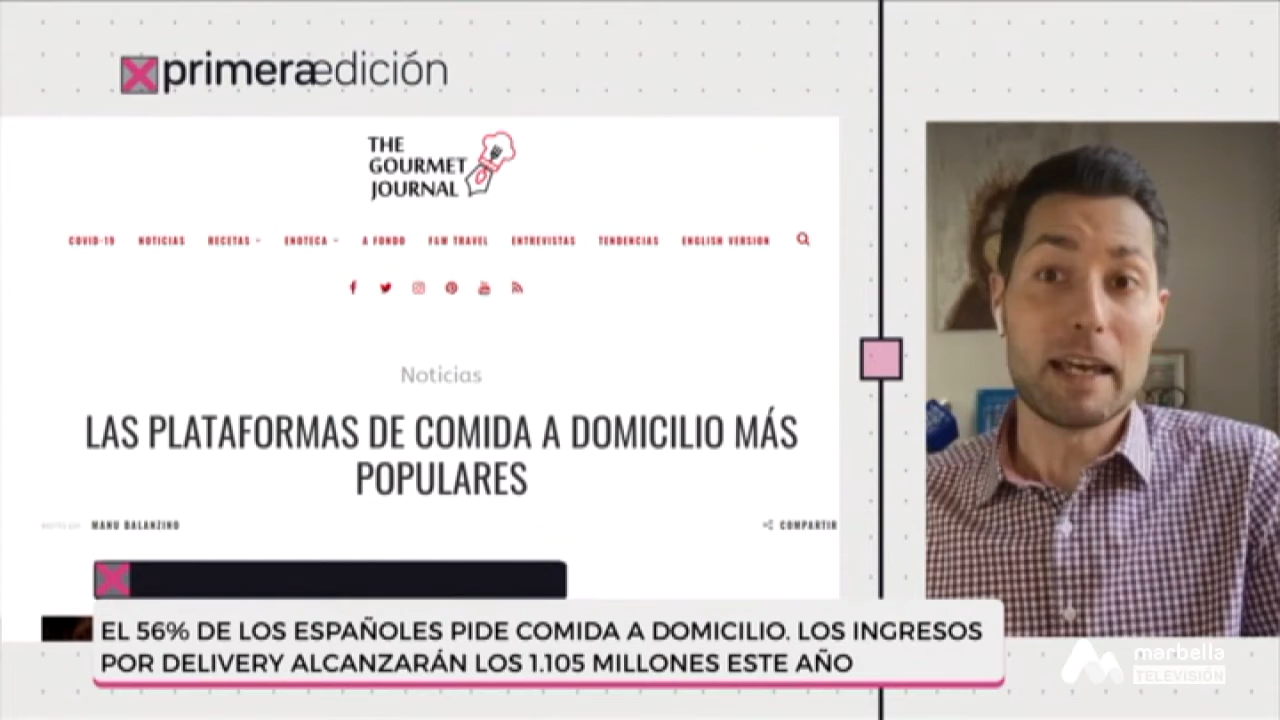 primeraedición
THE
GOURMET
JOURNAL
COVID-19 NOTICIAS RECETAS ENOTECA A FONDO F&W TRAVEL ENTREVISTAS TENDENCIAS ENGLISH VERSION
Noticias
LAS PLATAFORMAS DE COMIDA A DOMICILIO MÁS
POPULARES
MANU BALANZINO COMPARTIR
EL 56% DE LOS ESPAÑOLES PIDE COMIDA A DOMICILIO. LOS INGRESOS
POR DELIVERY ALCANZARÁN LOS 1.105 MILLONES ESTE AÑO
marbella
TELEVISIÓN